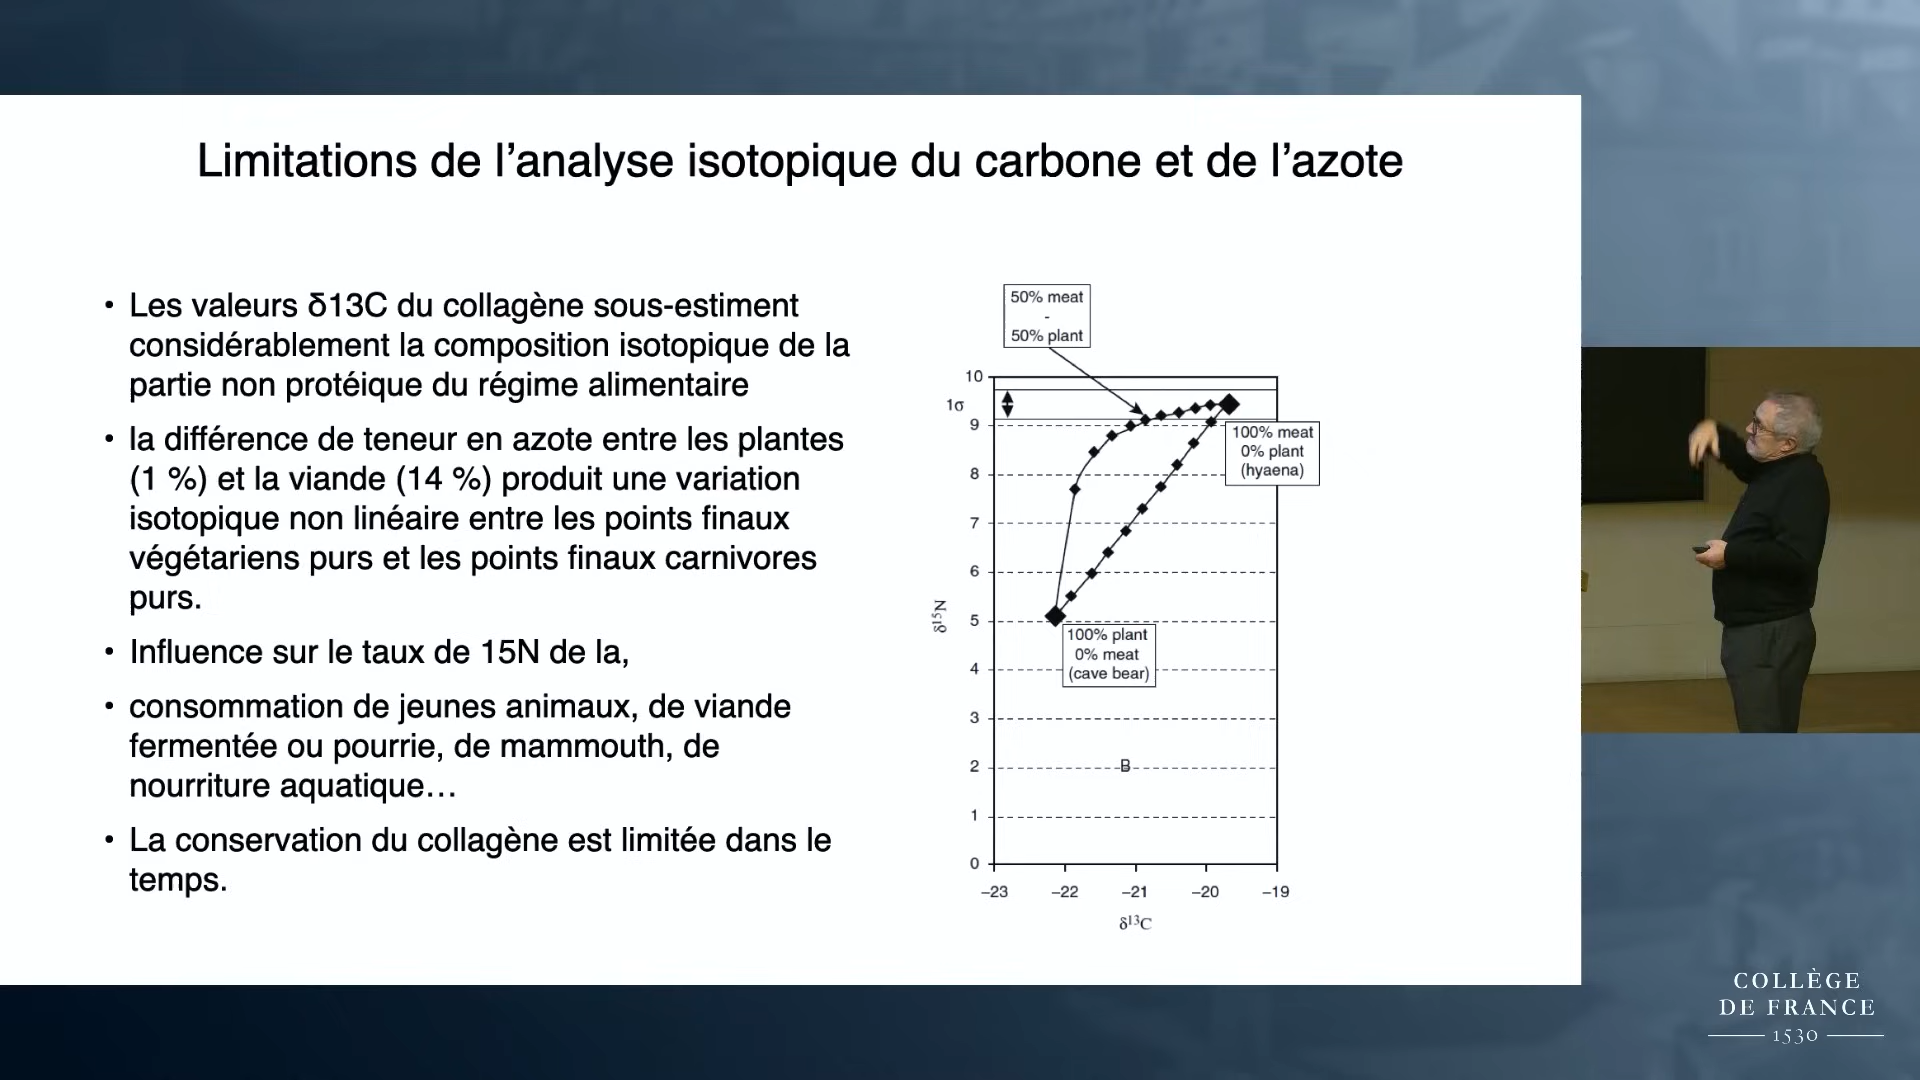 Limitations de l’analyse isotopique du carbone et de l’azote
• Les valeurs δ13C du collagène sous-estiment
considérablement la composition isotopique de la
partie non protéique du régime alimentaire
• la différence de teneur en azote entre les plantes
(1 %) et la viande (14 %) produit une variation
isotopique non linéaire entre les points finaux
végétariens purs et les points finaux carnivores
purs.
• Influence sur le taux de 15N de la,
• consommation de jeunes animaux, de viande
fermentée ou pourrie, de mammouth, de
nourriture aquatique…
• La conservation du collagène est limitée dans le
temps.
50% meat
-
50% plant
10
1σ
9
100% meat
0% plant
(hyaena)
8
7
6
δ¹⁵N
5
100% plant
0% meat
(cave bear)
4
3
2
B
1
0
–23 –22 –21 –20 –19
δ¹³C
COLLÈGE
DE FRANCE
1530